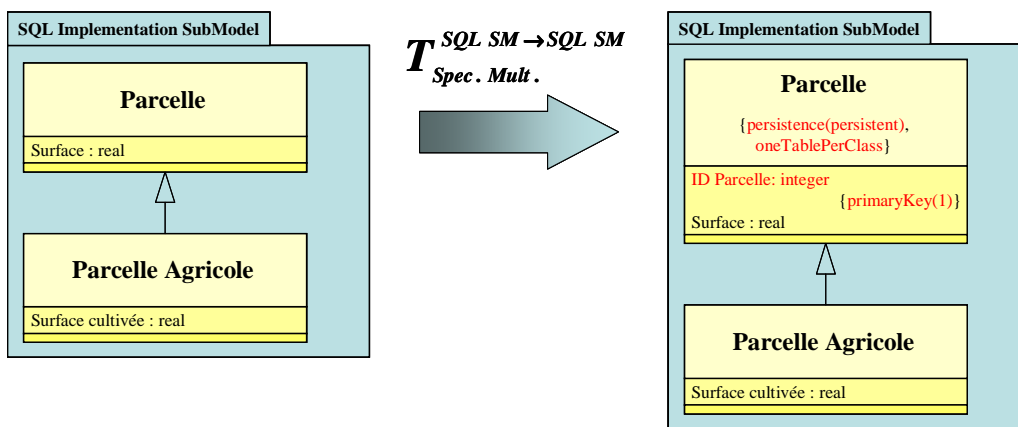 SQL Implementation SubModel
Parcelle
Surface : real
Parcelle Agricole
Surface cultivée : real
T SQL SM → SQL SM
Spec. Mult.
SQL Implementation SubModel
Parcelle
{persistence(persistent),
oneTablePerClass}
ID Parcelle: integer
{primaryKey(1)}
Surface : real
Parcelle Agricole
Surface cultivée : real